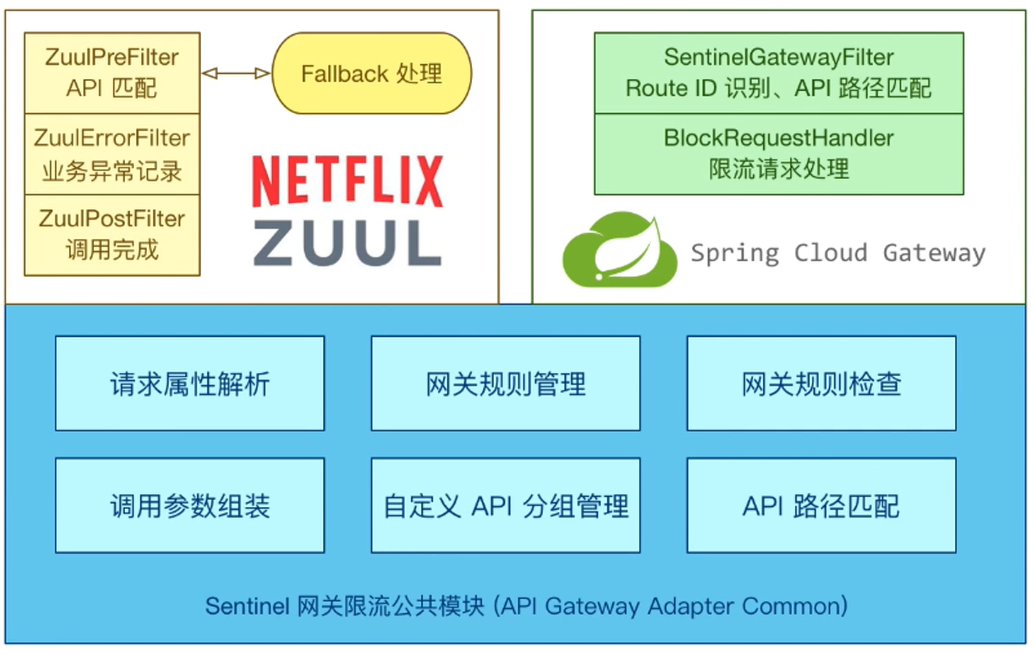 ZuulPreFilter
API 匹配
Fallback 处理
ZuulErrorFilter
业务异常记录
ZuulPostFilter
调用完成
NETFLIX
ZUUL
SentinelGatewayFilter
Route ID 识别、API 路径匹配
BlockRequestHandler
限流请求处理
Spring Cloud Gateway
请求属性解析
网关规则管理
网关规则检查
调用参数组装
自定义 API 分组管理
API 路径匹配
Sentinel 网关限流公共模块 (API Gateway Adapter Common)